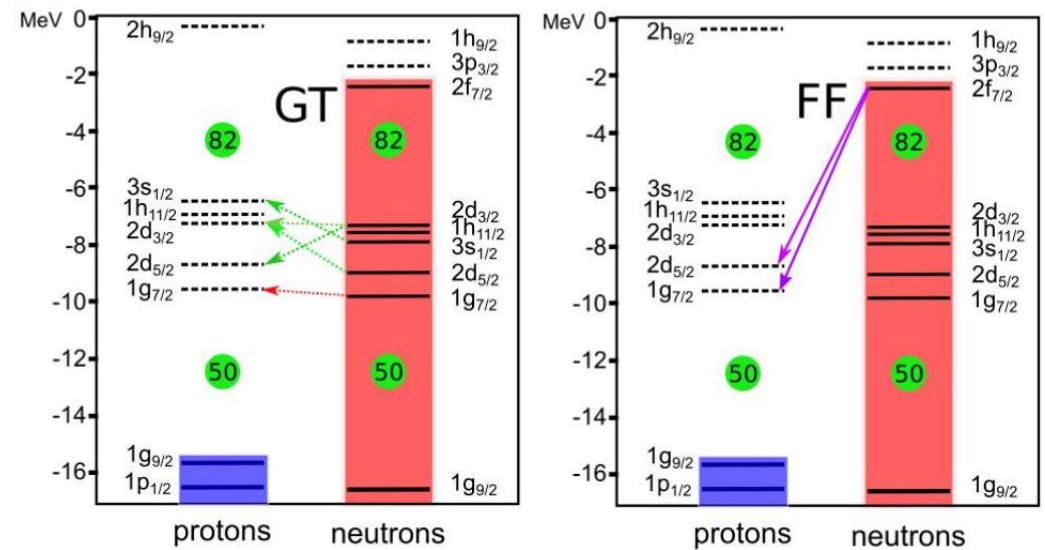 MeV 0
-2
-4
-6
-8
-10
-12
-14
-16
2h9/2
82
3s1/2
1h11/2
2d3/2
2d5/2
1g7/2
50
1g9/2
1p1/2
protons
GT
1h9/2
3p3/2
2f7/2
82
2d3/2
1h11/2
3s1/2
2d5/2
1g7/2
50
1g9/2
neutrons
MeV 0
-2
-4
-6
-8
-10
-12
-14
-16
2h9/2
82
3s1/2
1h11/2
2d3/2
2d5/2
1g7/2
50
1g9/2
1p1/2
protons
FF
1h9/2
3p3/2
2f7/2
82
2d3/2
1h11/2
3s1/2
2d5/2
1g7/2
50
1g9/2
neutrons